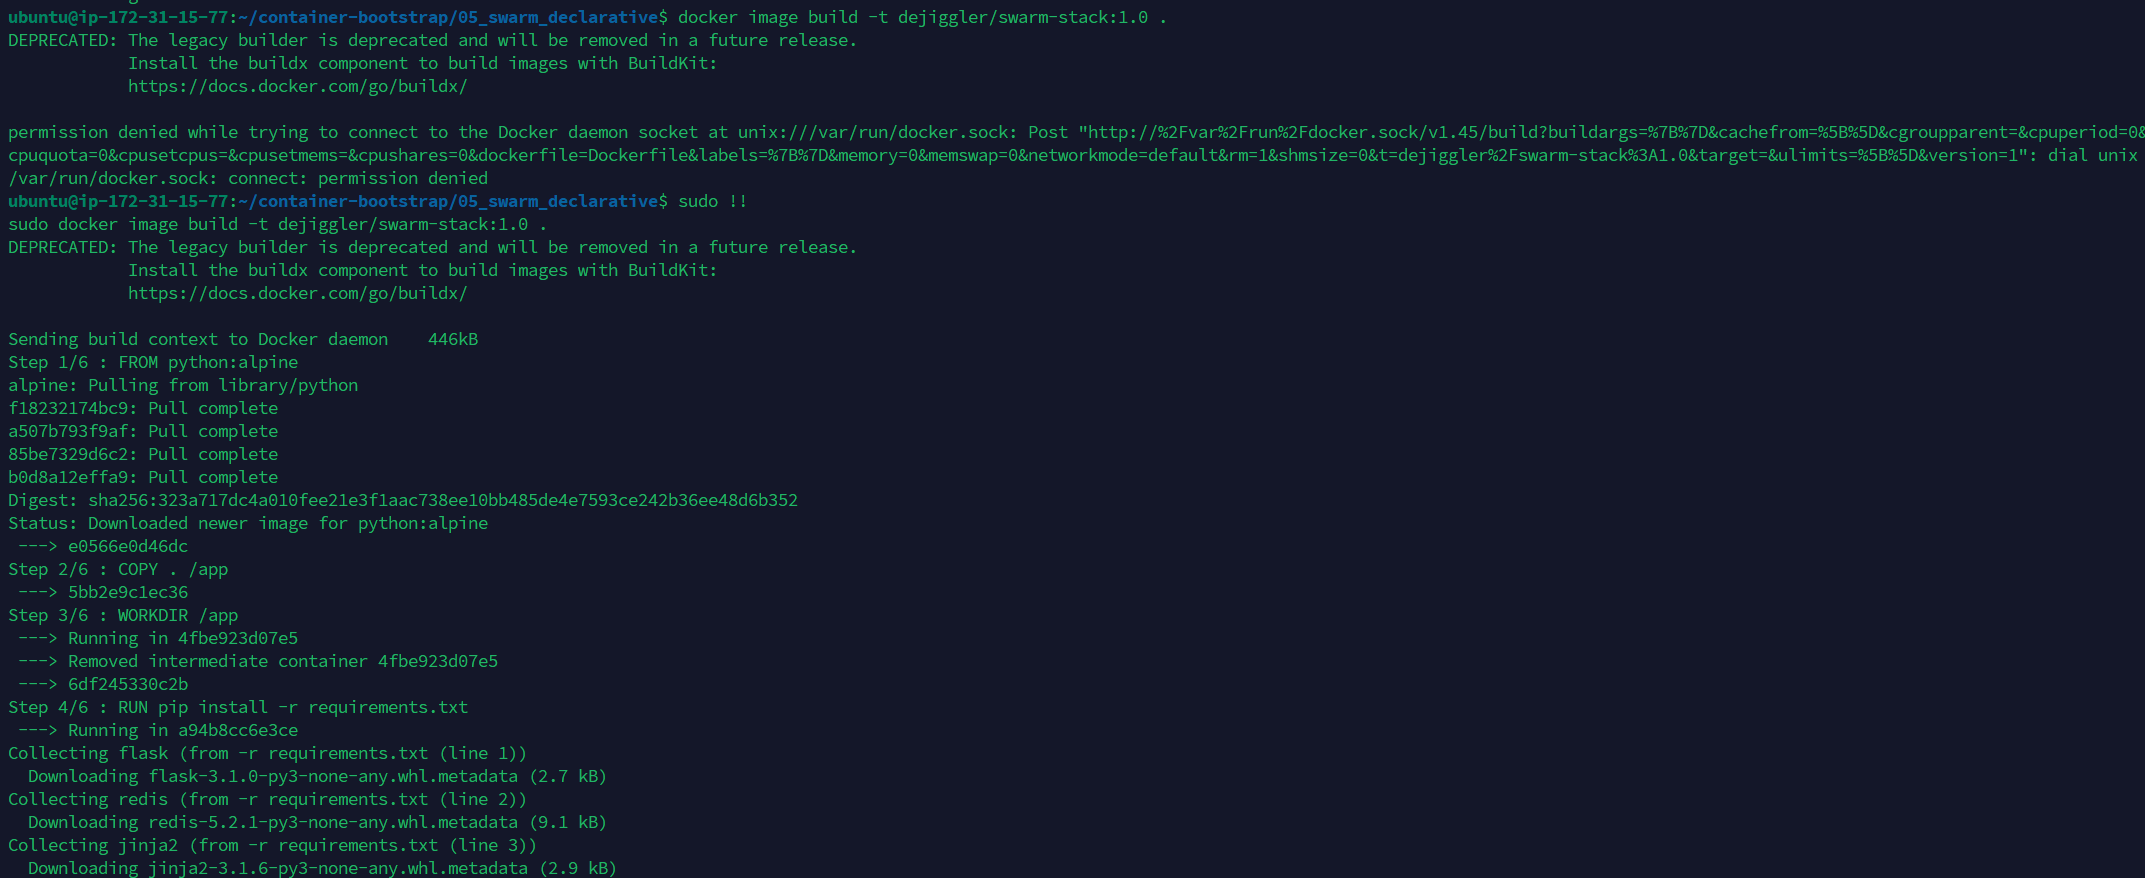 ubuntu@ip-172-31-15-77:~/container-bootstrap/05_swarm_declarative$ docker image build -t dejiggler/swarm-stack:1.0 .
DEPRECATED: The legacy builder is deprecated and will be removed in a future release.
            Install the buildx component to build images with BuildKit:
            https://docs.docker.com/go/buildx/

permission denied while trying to connect to the Docker daemon socket at unix:///var/run/docker.sock: Post "http://%2Fvar%2Frun%2Fdocker.sock/v1.45/build?buildargs=%7B%7D&cachefrom=%5B%5D&cgroupparent=&cpuperiod=0&
cpuquota=0&cpusetcpus=&cpusetmems=&cpushares=0&dockerfile=Dockerfile&labels=%7B%7D&memory=0&memswap=0&networkmode=default&rm=1&shmsize=0&t=dejiggler%2Fswarm-stack%3A1.0&target=&ulimits=%5B%5D&version=1": dial unix
/var/run/docker.sock: connect: permission denied
ubuntu@ip-172-31-15-77:~/container-bootstrap/05_swarm_declarative$ sudo !!
sudo docker image build -t dejiggler/swarm-stack:1.0 .
DEPRECATED: The legacy builder is deprecated and will be removed in a future release.
            Install the buildx component to build images with BuildKit:
            https://docs.docker.com/go/buildx/

Sending build context to Docker daemon    446kB
Step 1/6 : FROM python:alpine
alpine: Pulling from library/python
f18232174bc9: Pull complete
a507b793f9af: Pull complete
85be7329d6c2: Pull complete
b0d8a12effa9: Pull complete
Digest: sha256:323a717dc4a010fee21e3f1aac738ee10bb485de4e7593ce242b36ee48d6b352
Status: Downloaded newer image for python:alpine
 ---> e0566e0d46dc
Step 2/6 : COPY . /app
 ---> 5bb2e9c1ec36
Step 3/6 : WORKDIR /app
 ---> Running in 4fbe923d07e5
 ---> Removed intermediate container 4fbe923d07e5
 ---> 6df245330c2b
Step 4/6 : RUN pip install -r requirements.txt
 ---> Running in a94b8cc6e3ce
Collecting flask (from -r requirements.txt (line 1))
  Downloading flask-3.1.0-py3-none-any.whl.metadata (2.7 kB)
Collecting redis (from -r requirements.txt (line 2))
  Downloading redis-5.2.1-py3-none-any.whl.metadata (9.1 kB)
Collecting jinja2 (from -r requirements.txt (line 3))
  Downloading jinja2-3.1.6-py3-none-any.whl.metadata (2.9 kB)